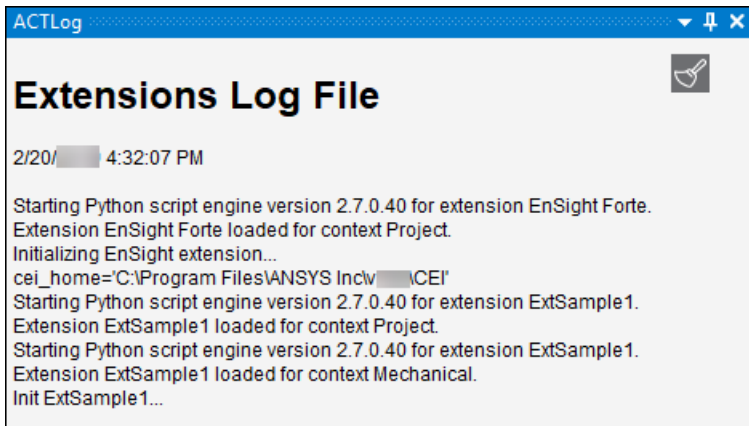 ACTLog
Extensions Log File
2/20/ 4:32:07 PM
Starting Python script engine version 2.7.0.40 for extension EnSight Forte.
Extension EnSight Forte loaded for context Project.
Initializing EnSight extension...
cei_home='C:\Program Files\ANSYS Inc\v \CEI'
Starting Python script engine version 2.7.0.40 for extension ExtSample1.
Extension ExtSample1 loaded for context Project.
Starting Python script engine version 2.7.0.40 for extension ExtSample1.
Extension ExtSample1 loaded for context Mechanical.
Init ExtSample1...